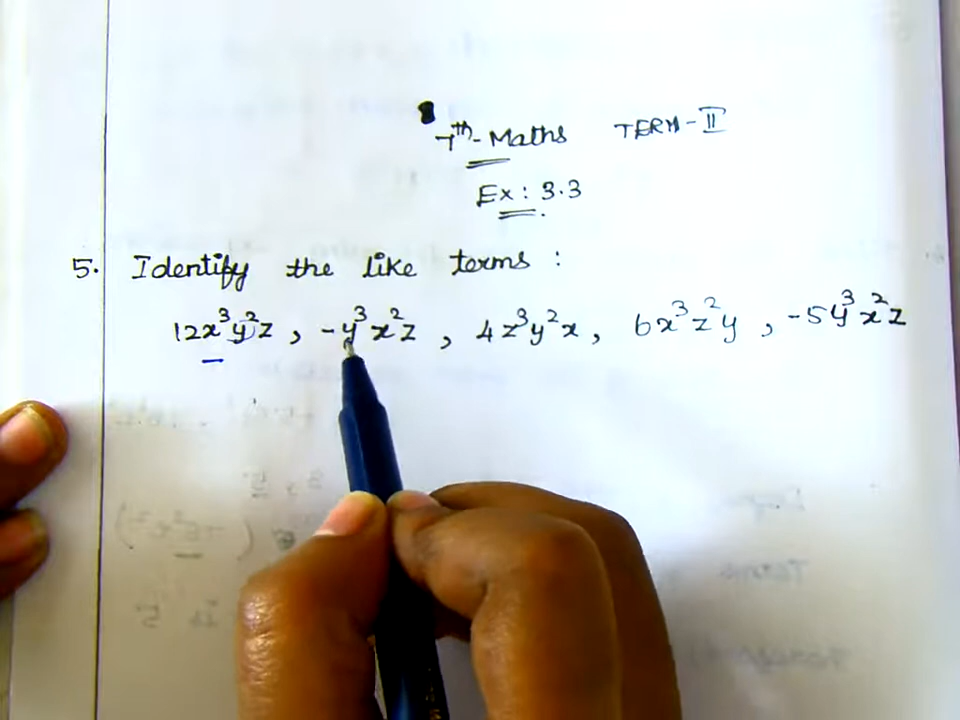 7th - Maths TERM - II
Ex : 3.3
5. Identify the like terms :
12x³y²z , -y³x²z , 4z³y²x , 6x³z²y , -5y³x²z